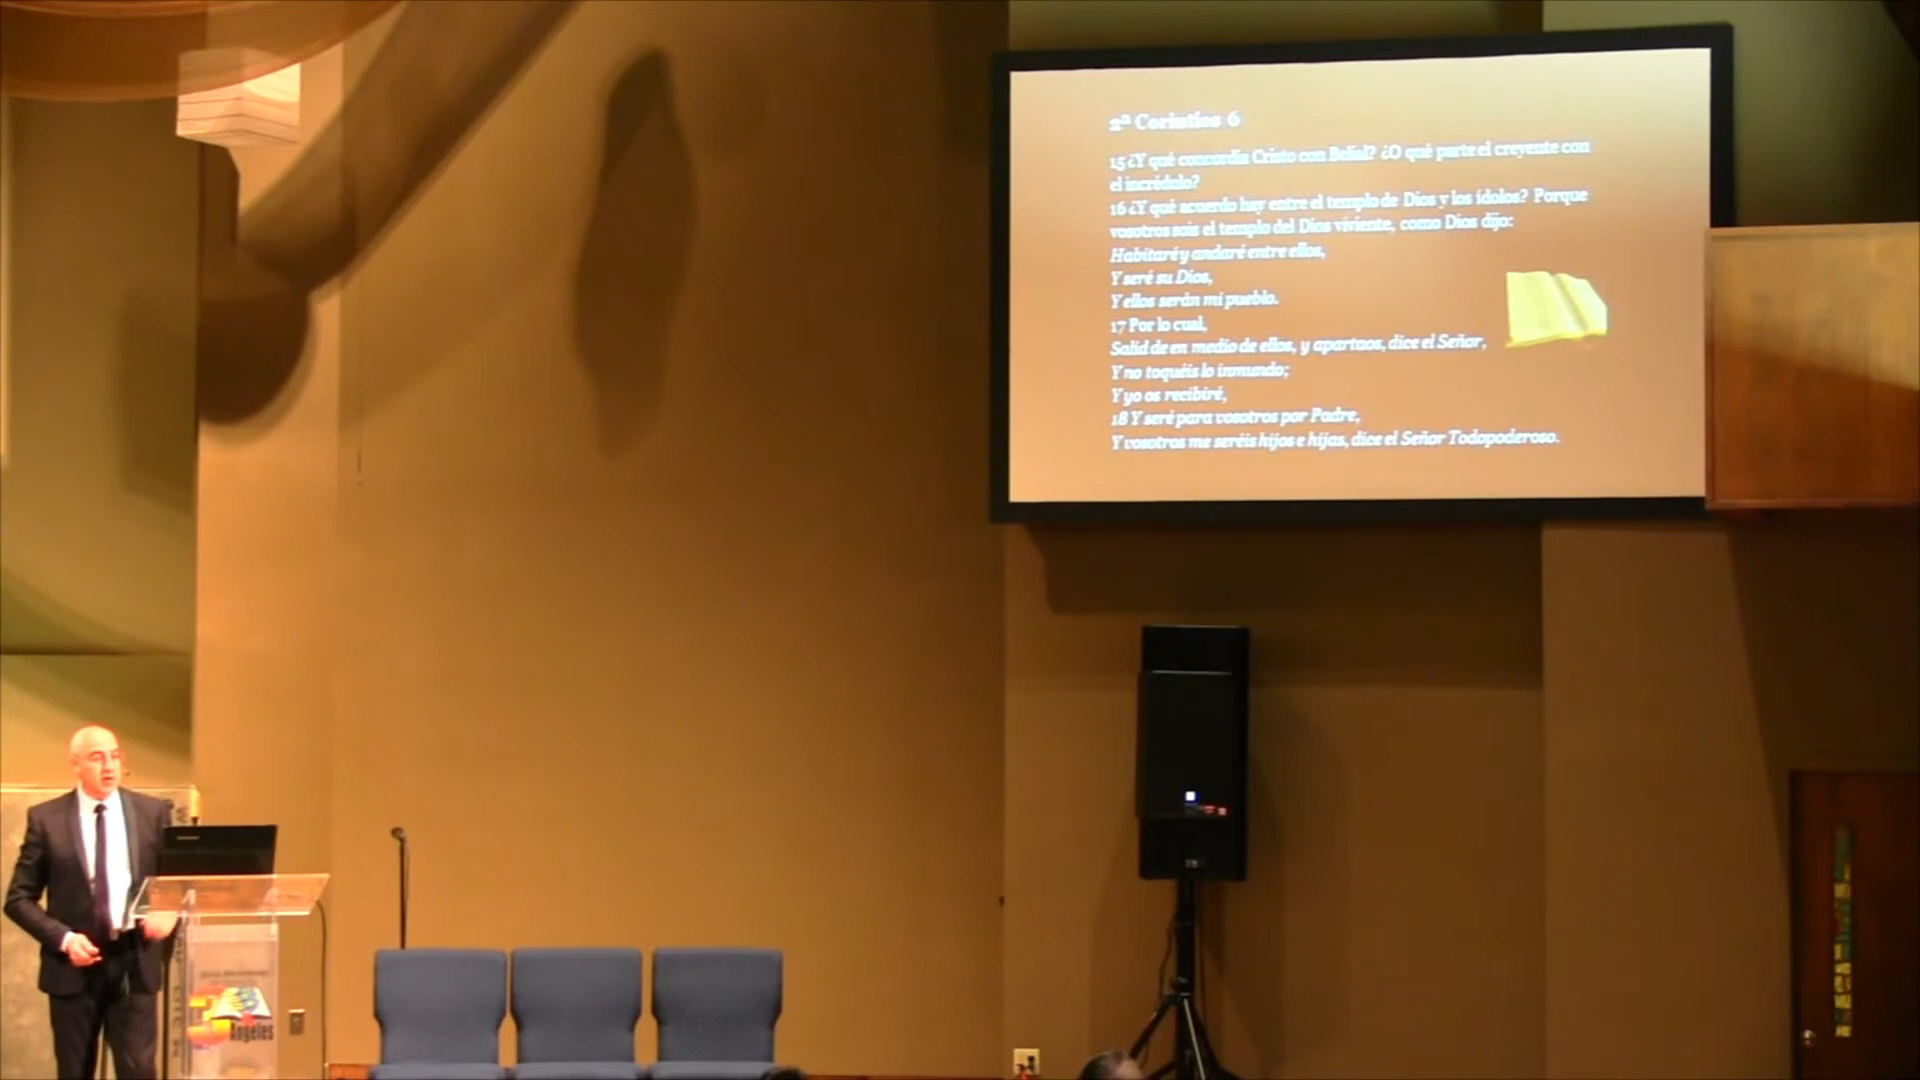 2ª Corintios 6
15 ¿Y qué concordia Cristo con Belial? ¿O qué parte el creyente con
el incrédulo?
16 ¿Y qué acuerdo hay entre el templo de Dios y los ídolos? Porque
vosotros sois el templo del Dios viviente, como Dios dijo:
Habitaré y andaré entre ellos,
Y seré su Dios,
Y ellos serán mi pueblo.
17 Por lo cual,
Salid de en medio de ellos, y apartaos, dice el Señor,
Y no toquéis lo inmundo;
Y yo os recibiré,
18 Y seré para vosotros por Padre,
Y vosotros me seréis hijos e hijas, dice el Señor Todopoderoso.
3
Angeles